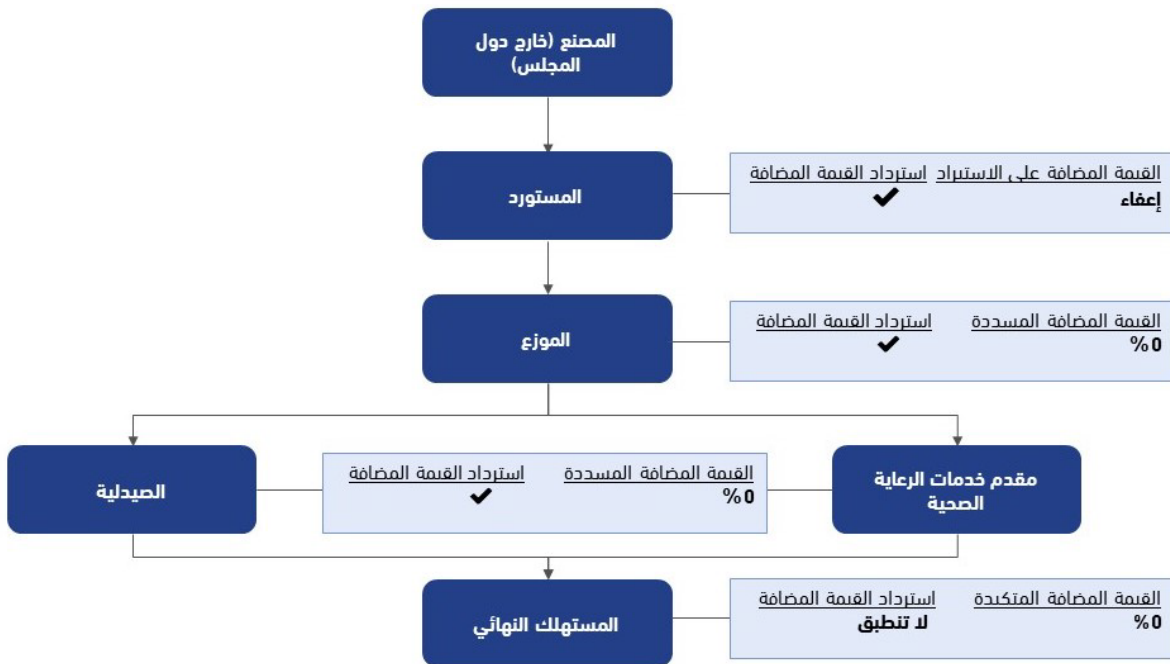 المصنع (خارج دول
المجلس)
المستورد
القيمة المضافة على الاستيراد استرداد القيمة المضافة
إعفاء ✔
الموزع
القيمة المضافة المسددة استرداد القيمة المضافة
%0 ✔
مقدم خدمات الرعاية
الصحية
القيمة المضافة المسددة استرداد القيمة المضافة
%0 ✔
الصيدلية
المستهلك النهائي
القيمة المضافة المتكبدة استرداد القيمة المضافة
%0 لا تنطبق